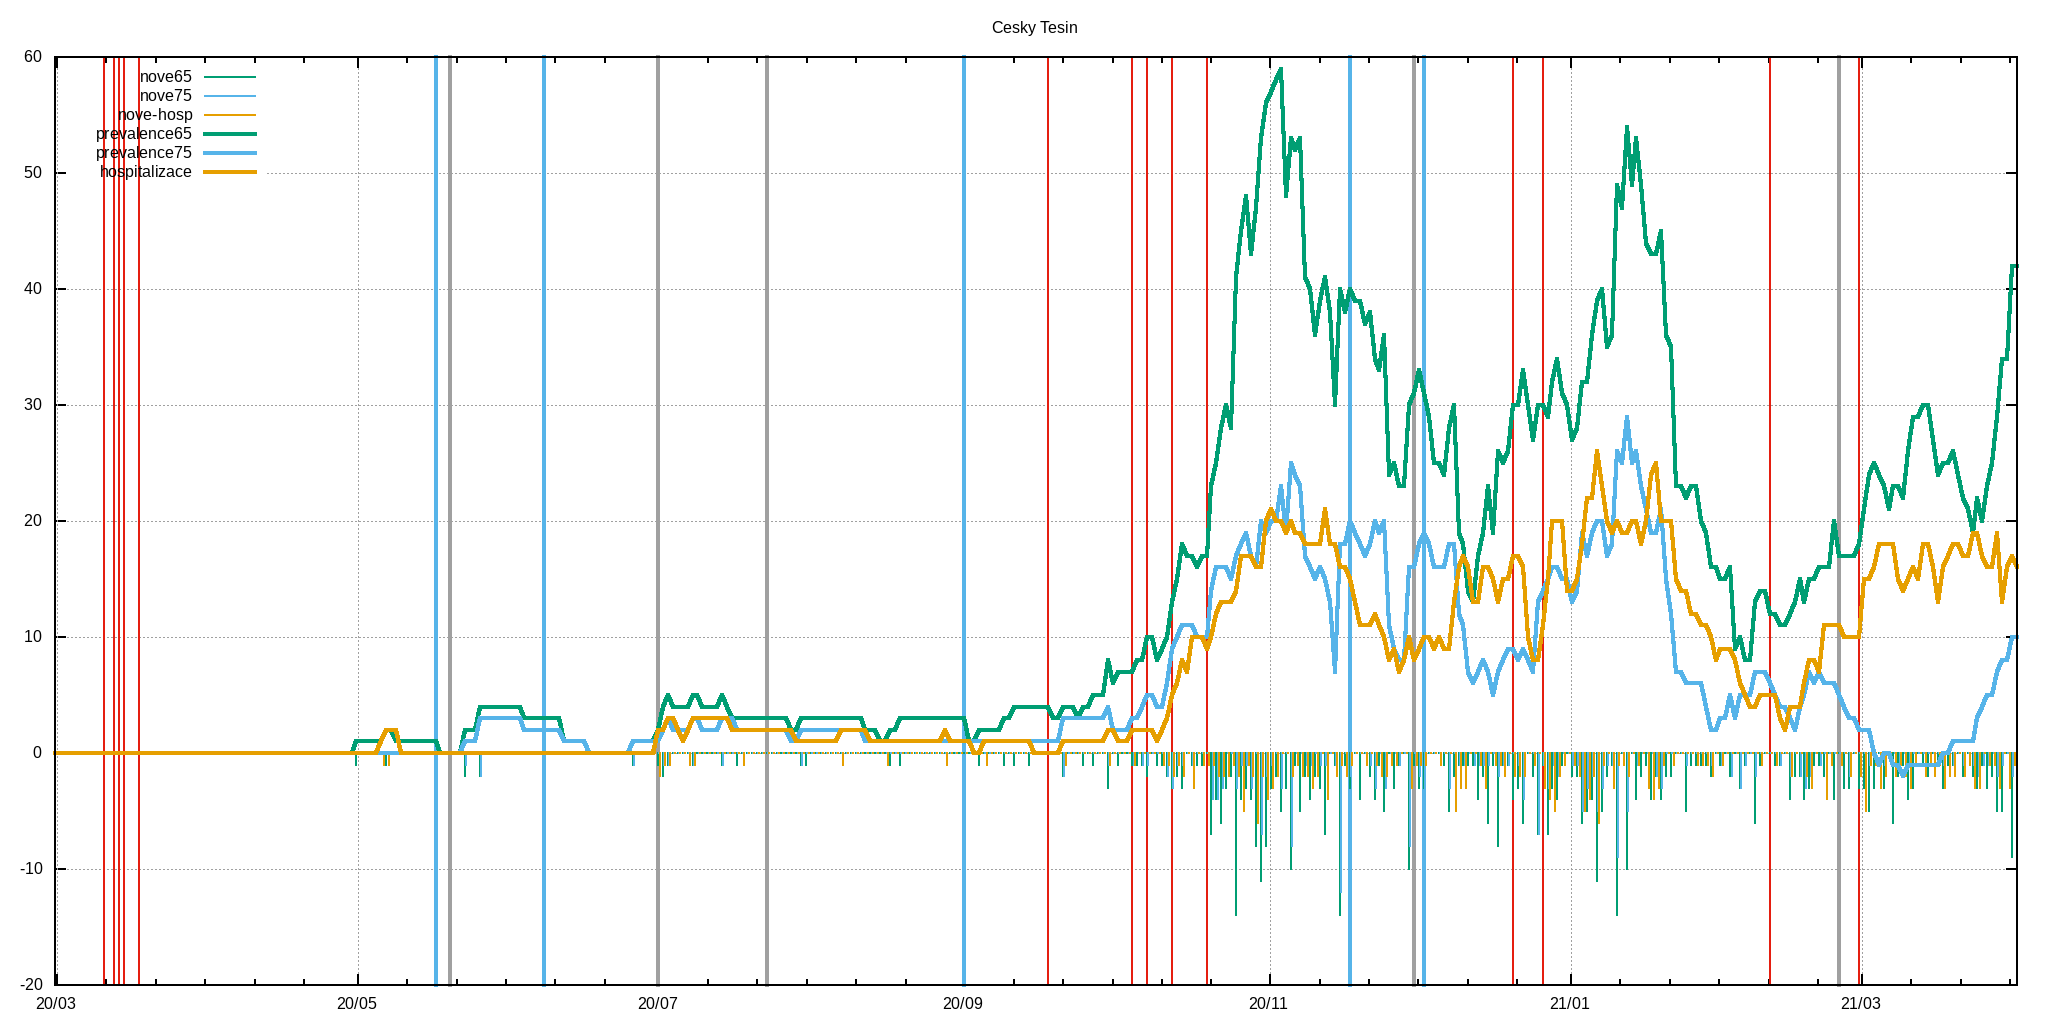 Cesky Tesin
60
50
40
30
20
10
0
-10
-20
nove65
nove75
nove-hosp
prevalence65
prevalence75
hospitalizace
20/03 20/05 20/07 20/09 20/11 21/01 21/03